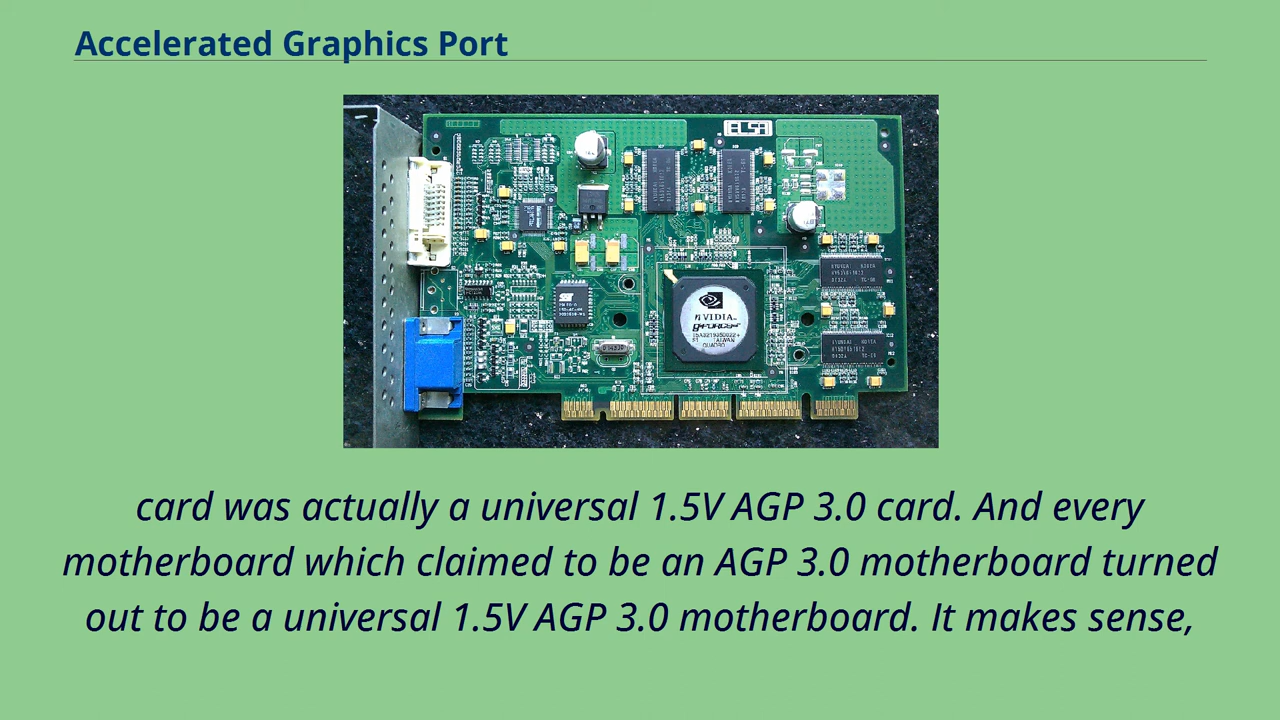 Accelerated Graphics Port
ELSA
nVIDIA
QUADRO
card was actually a universal 1.5V AGP 3.0 card. And every
motherboard which claimed to be an AGP 3.0 motherboard turned
out to be a universal 1.5V AGP 3.0 motherboard. It makes sense,